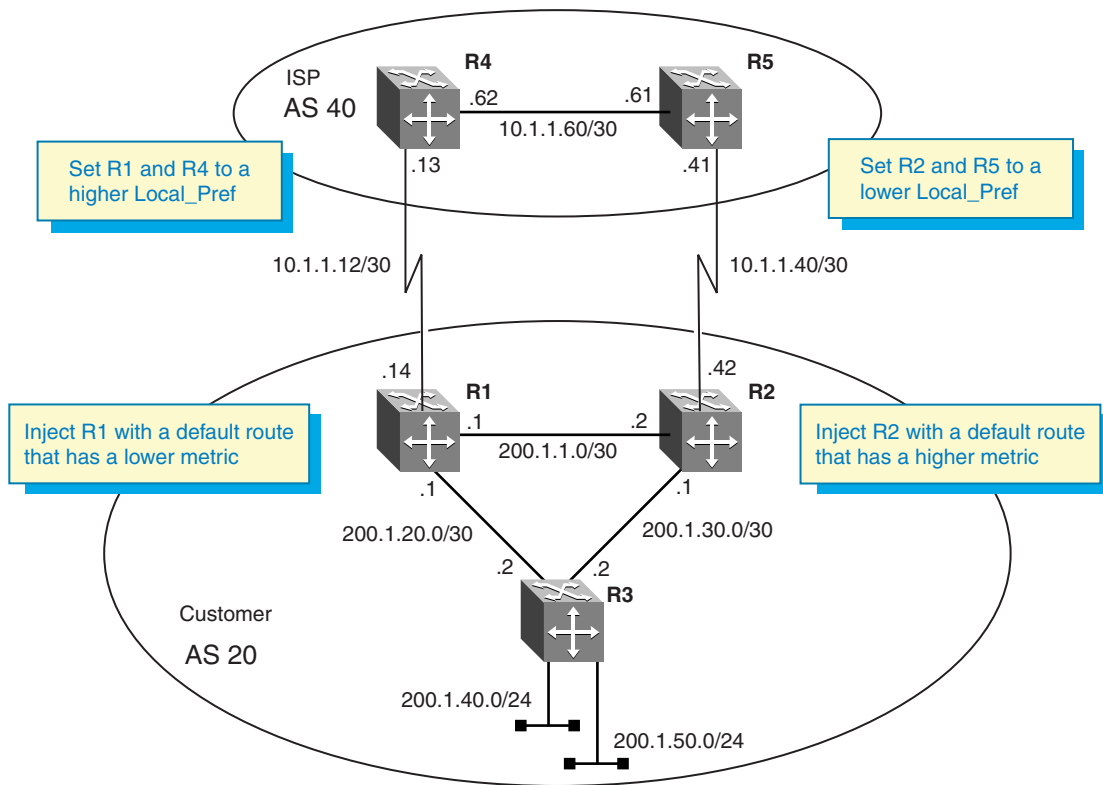 R4
R5
ISP
AS 40
.62
.61
10.1.1.60/30
.13
.41
Set R1 and R4 to a
higher Local_Pref
Set R2 and R5 to a
lower Local_Pref
10.1.1.12/30
10.1.1.40/30
.14
.42
R1
R2
.1
.2
200.1.1.0/30
Inject R1 with a default route
that has a lower metric
Inject R2 with a default route
that has a higher metric
.1
.1
200.1.20.0/30
200.1.30.0/30
.2
.2
R3
Customer
AS 20
200.1.40.0/24
200.1.50.0/24